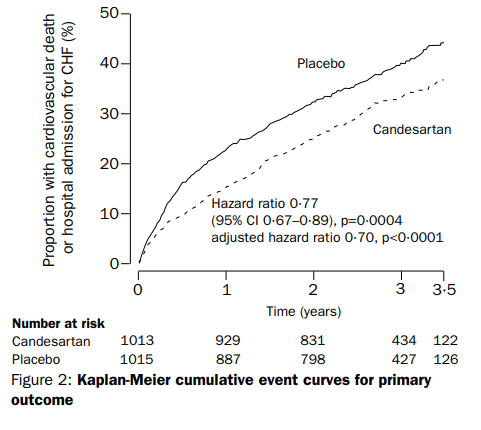 Proportion with cardiovascular death
or hospital admission for CHF (%)
50
40
30
20
10
0
Placebo
Candesartan
Hazard ratio 0·77
(95% CI 0·67–0·89), p=0·0004
adjusted hazard ratio 0·70, p<0·0001
0 1 2 3 3·5
Time (years)
Number at risk
Candesartan 1013 929 831 434 122
Placebo 1015 887 798 427 126
Figure 2: Kaplan-Meier cumulative event curves for primary
outcome